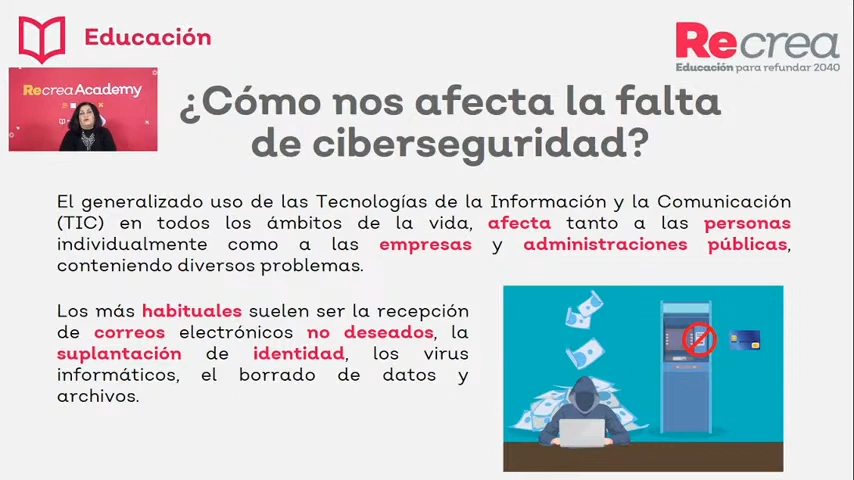 Educación
Recrea
Educación para refundar 2040
Recrea Academy
¿Cómo nos afecta la falta
de ciberseguridad?
El generalizado uso de las Tecnologías de la Información y la Comunicación
(TIC) en todos los ámbitos de la vida, afecta tanto a las personas
individualmente como a las empresas y administraciones públicas,
conteniendo diversos problemas.
Los más habituales suelen ser la recepción
de correos electrónicos no deseados, la
suplantación de identidad, los virus
informáticos, el borrado de datos y
archivos.